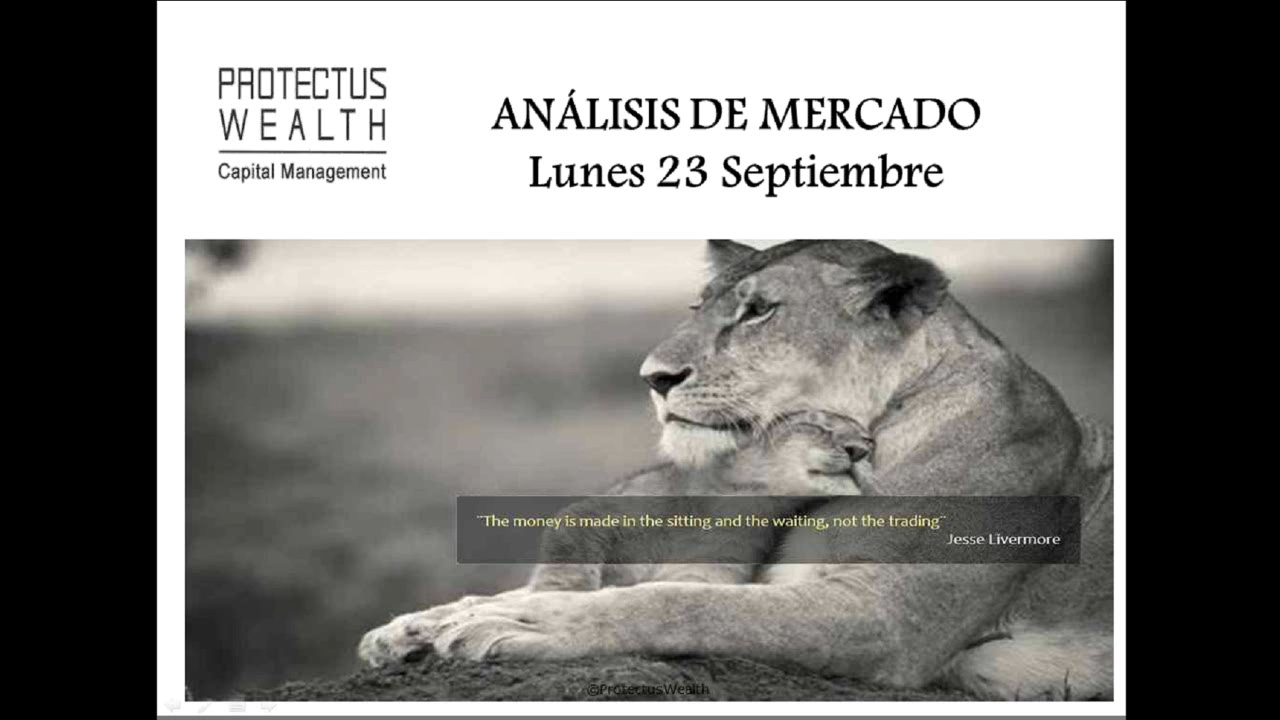 PROTECTUS
WEALTH
Capital Management
ANÁLISIS DE MERCADO
Lunes 23 Septiembre
¨The money is made in the sitting and the waiting, not the trading¨
Jesse Livermore
@ProtectusWealth